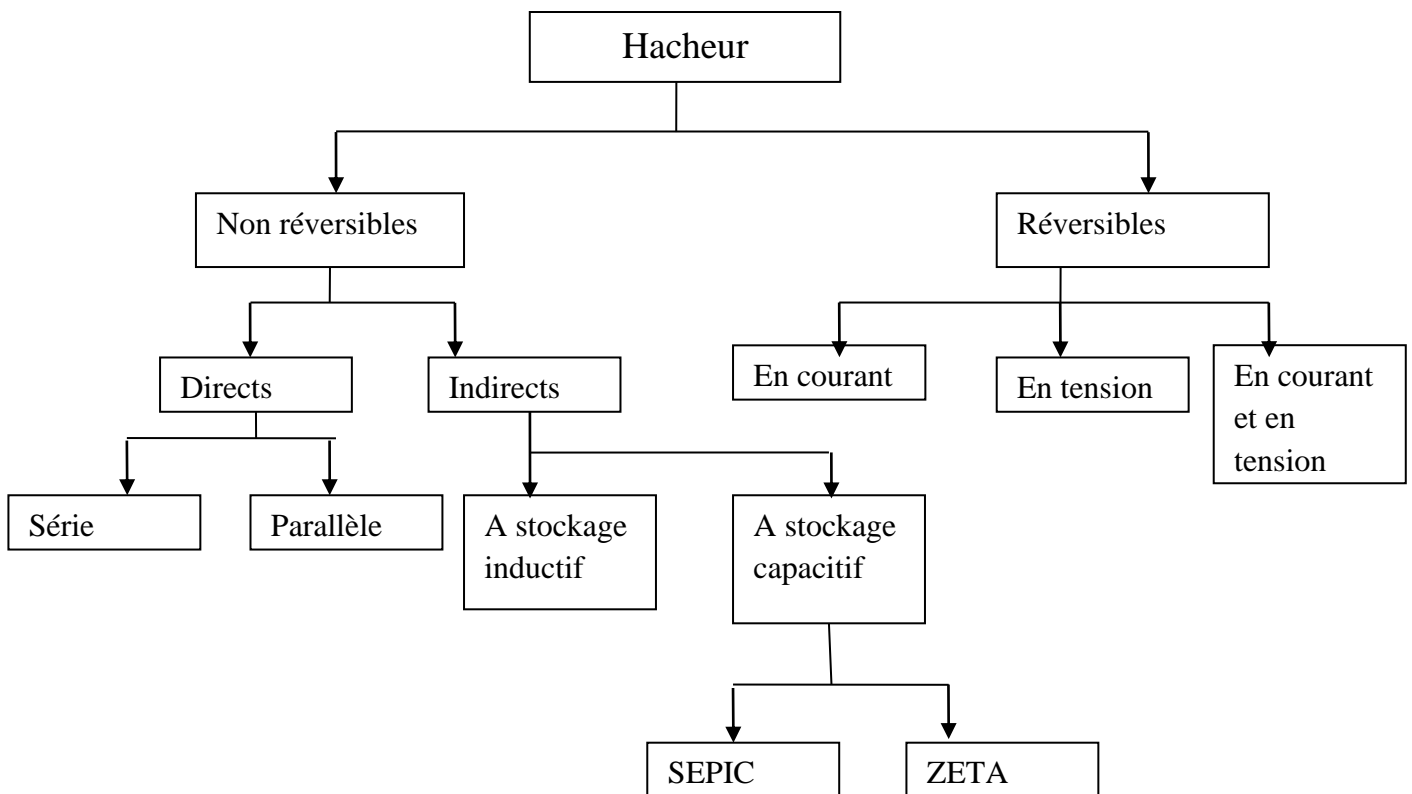 Hacheur
Non réversibles
Réversibles
Directs
Indirects
En courant
En tension
En courant
et en
tension
Série
Parallèle
A stockage
inductif
A stockage
capacitif
SEPIC
ZETA